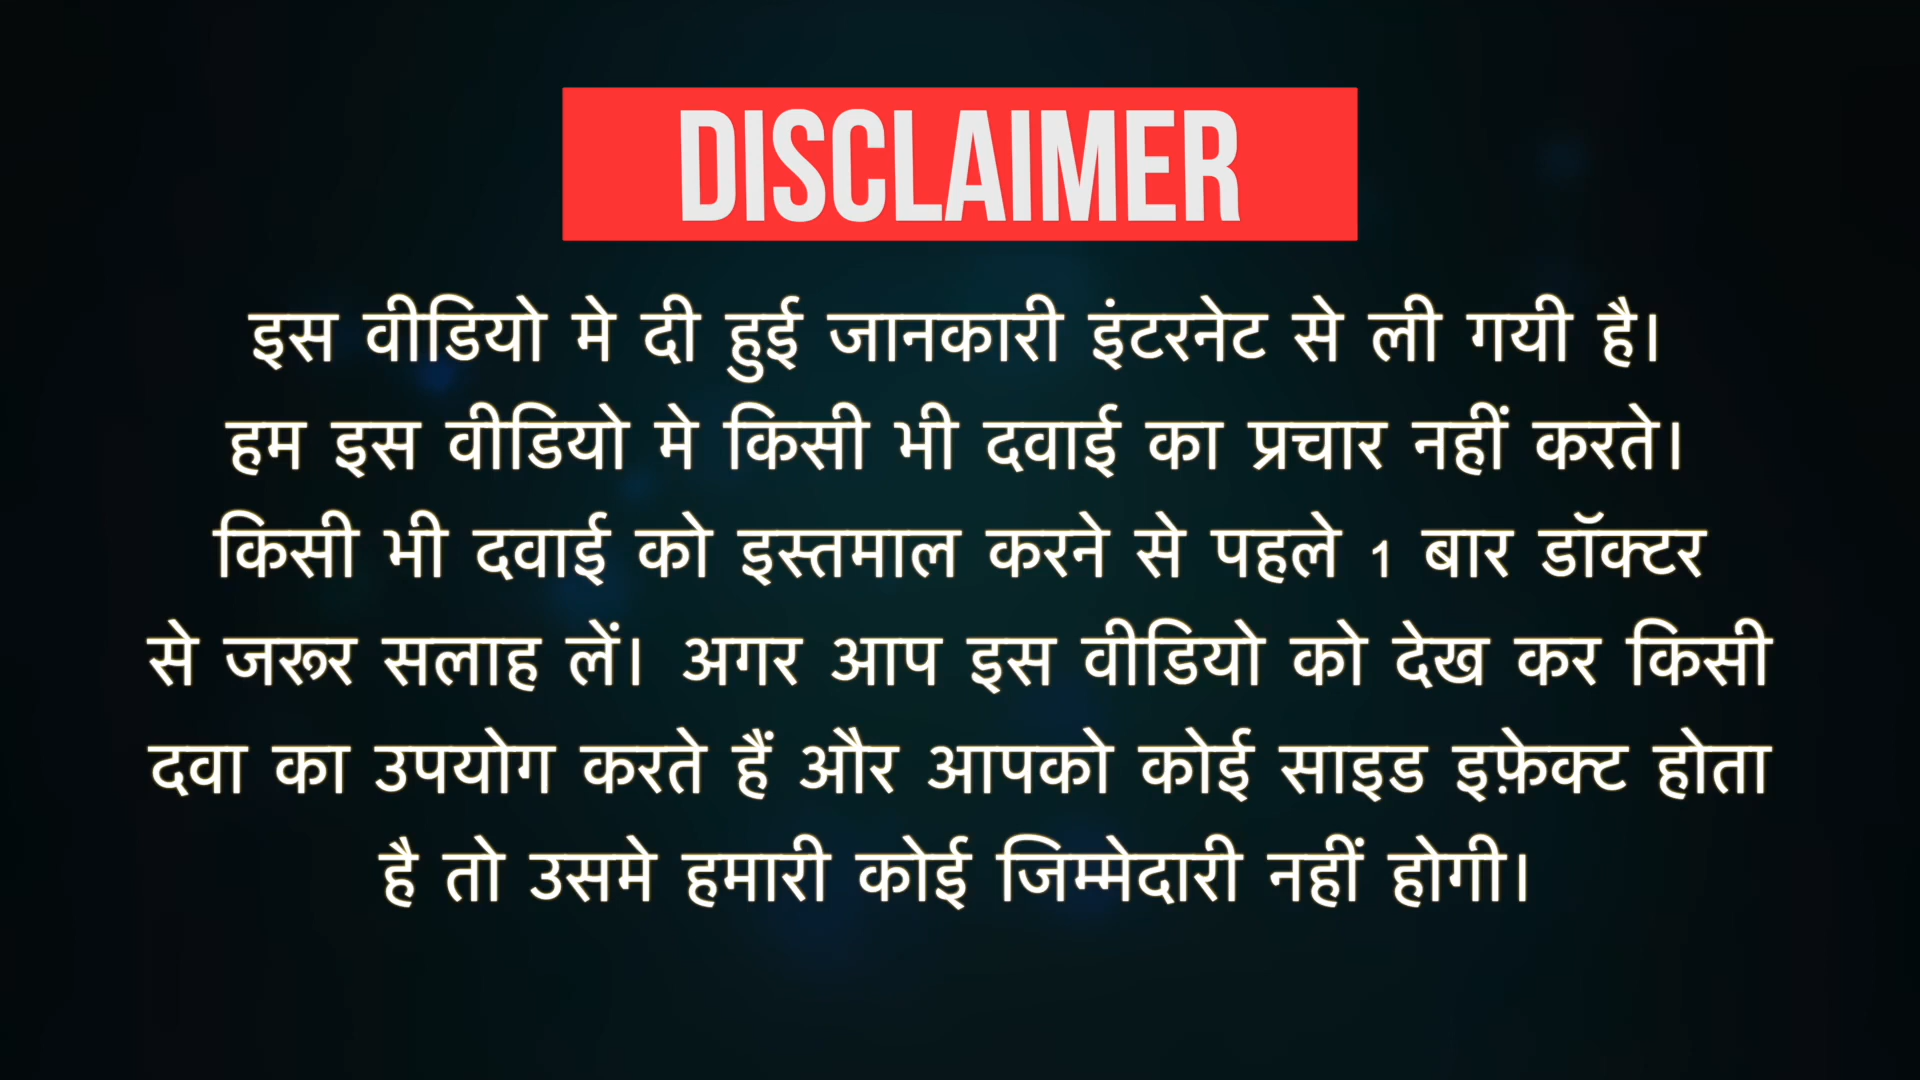 DISCLAIMER
इस वीडियो मे दी हुई जानकारी इंटरनेट से ली गयी है।
हम इस वीडियो मे किसी भी दवाई का प्रचार नहीं करते।
किसी भी दवाई को इस्तमाल करने से पहले 1 बार डॉक्टर
से जरूर सलाह लें। अगर आप इस वीडियो को देख कर किसी
दवा का उपयोग करते हैं और आपको कोई साइड इफ़ेक्ट होता
है तो उसमे हमारी कोई जिम्मेदारी नहीं होगी।